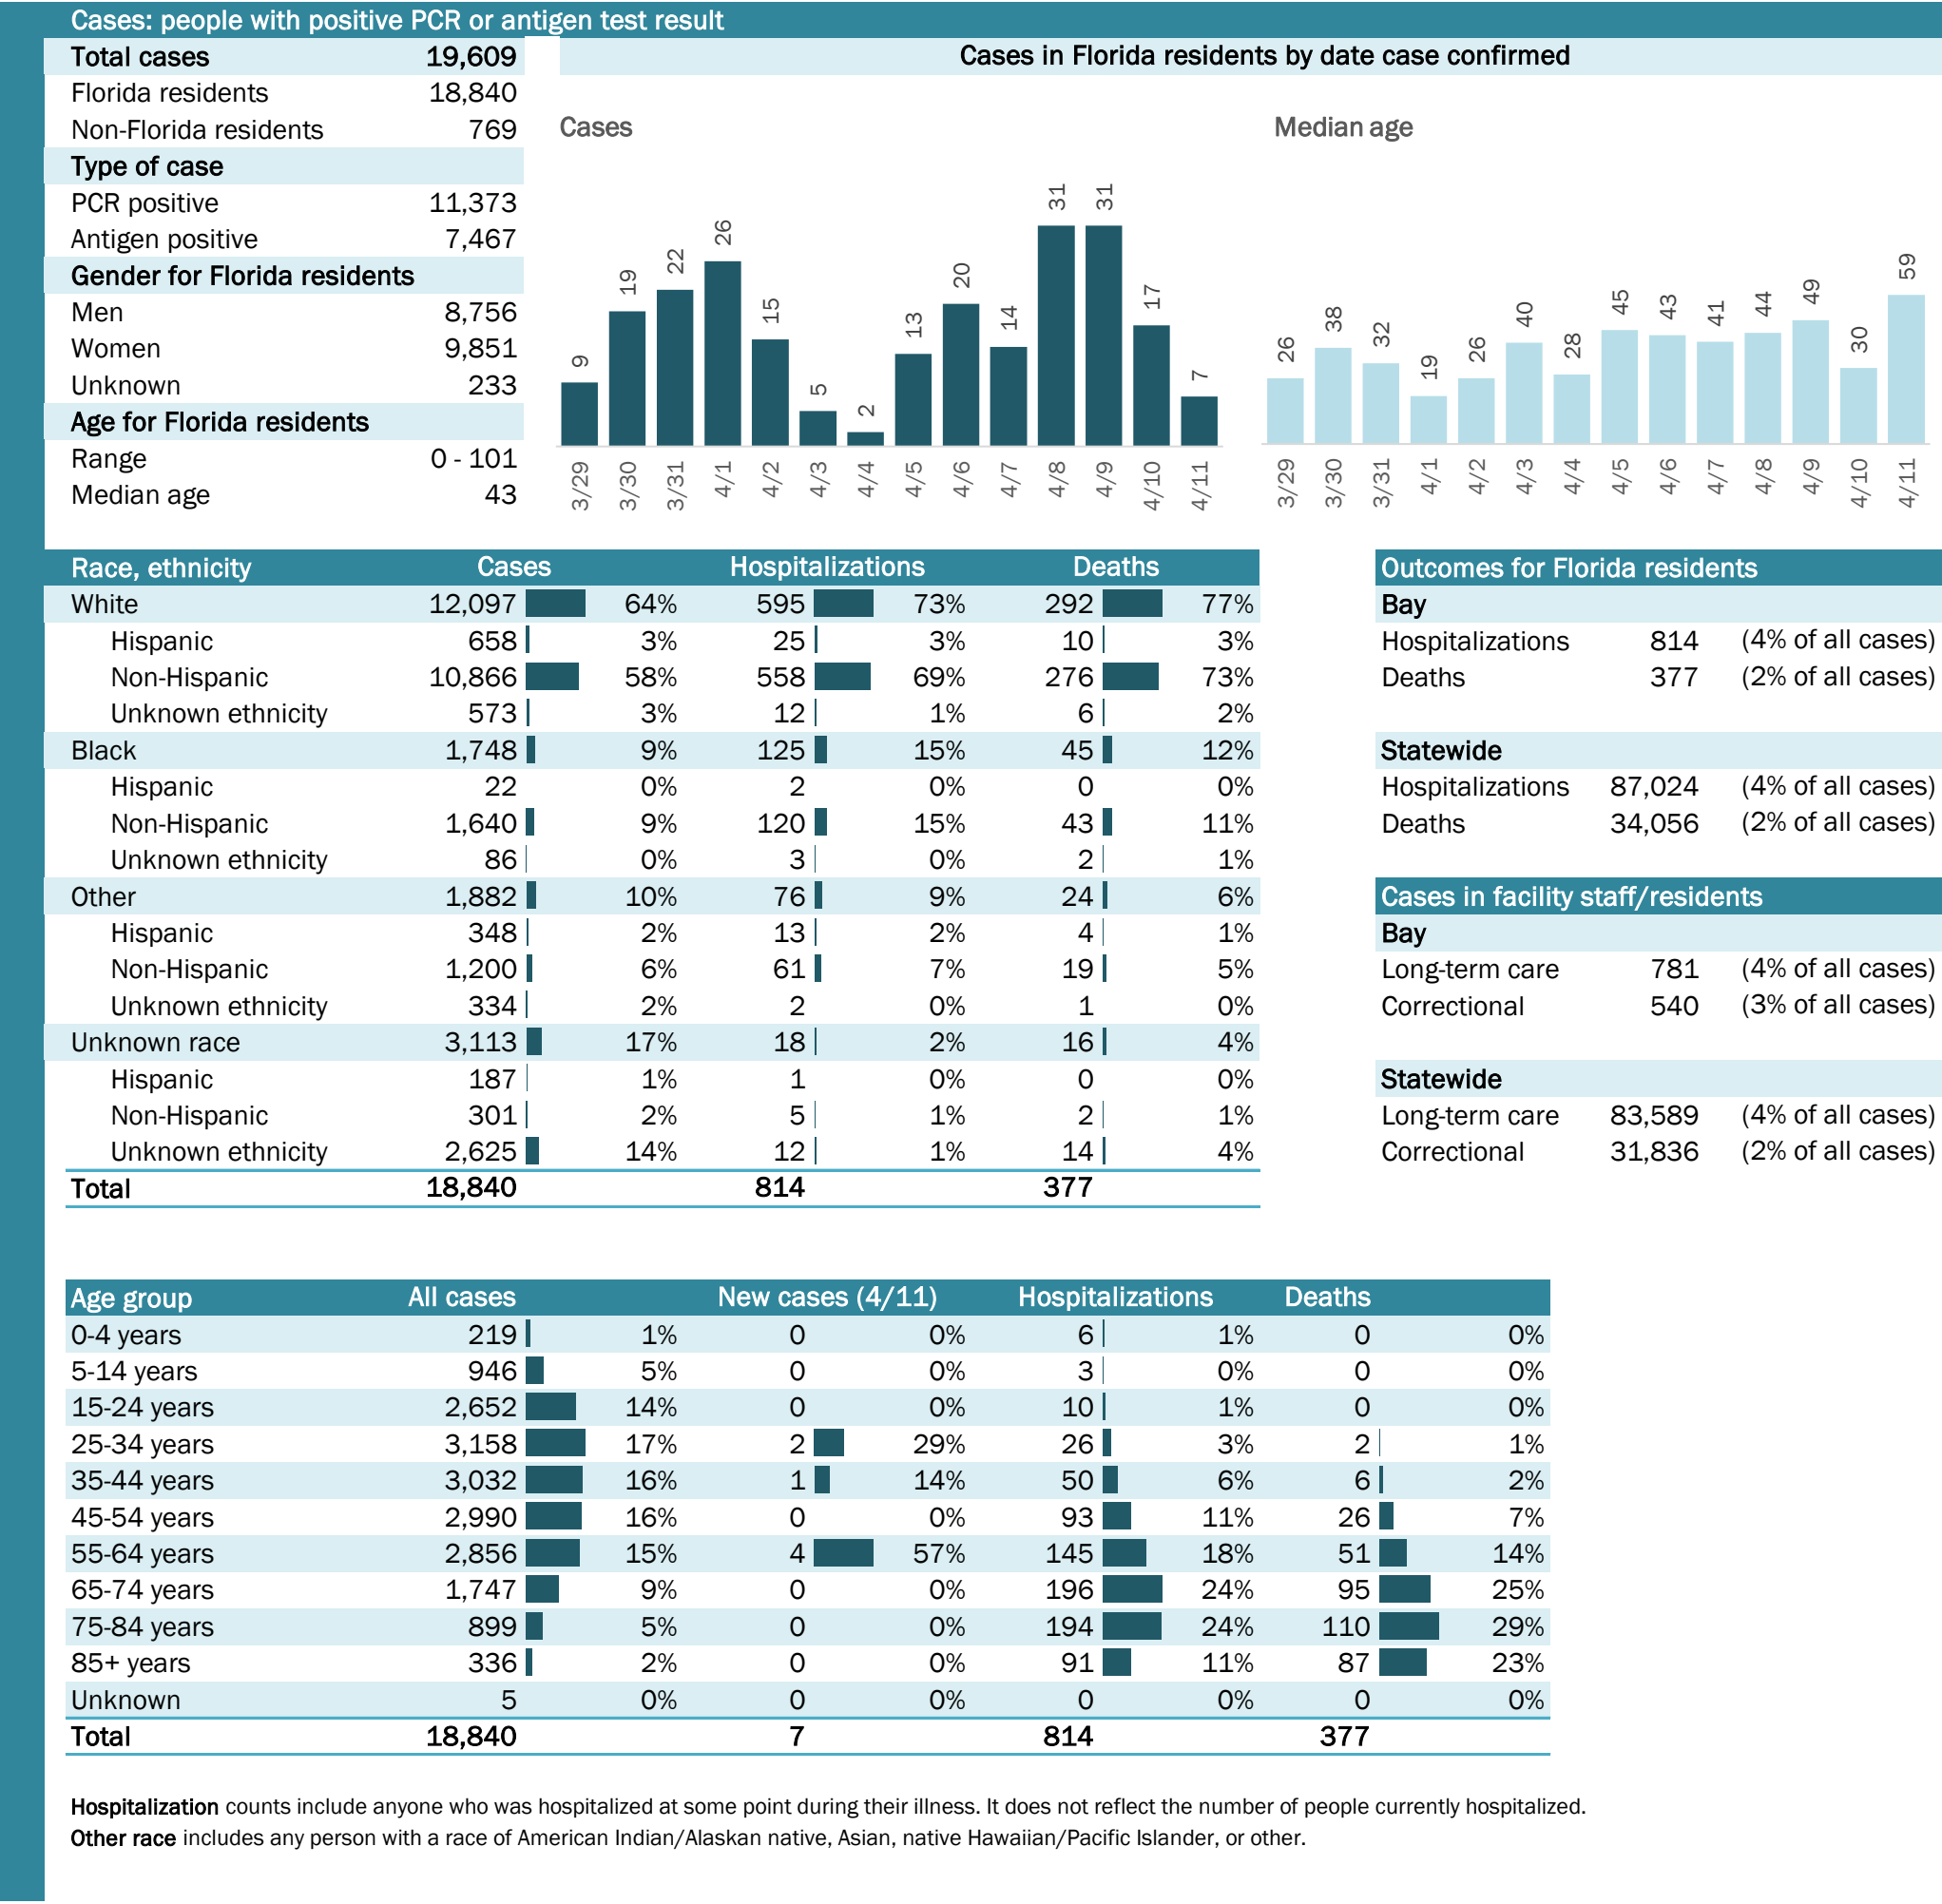 Cases: people with positive PCR or antigen test result
Total cases 19,609
Florida residents 18,840
Non-Florida residents 769
Type of case
PCR positive 11,373
Antigen positive 7,467
Gender for Florida residents
Men 8,756
Women 9,851
Unknown 233
Age for Florida residents
Range 0 - 101
Median age 43
Cases in Florida residents by date case confirmed
Cases
9 19 22 26 15 5 2 13 20 14 31 31 17 7
3/29 3/30 3/31 4/1 4/2 4/3 4/4 4/5 4/6 4/7 4/8 4/9 4/10 4/11
Median age
26 38 32 19 26 40 28 45 43 41 44 49 30 59
3/29 3/30 3/31 4/1 4/2 4/3 4/4 4/5 4/6 4/7 4/8 4/9 4/10 4/11
Race, ethnicity Cases Hospitalizations Deaths
White 12,097 64% 595 73% 292 77%
Hispanic 658 3% 25 3% 10 3%
Non-Hispanic 10,866 58% 558 69% 276 73%
Unknown ethnicity 573 3% 12 1% 6 2%
Black 1,748 9% 125 15% 45 12%
Hispanic 22 0% 2 0% 0 0%
Non-Hispanic 1,640 9% 120 15% 43 11%
Unknown ethnicity 86 0% 3 0% 2 1%
Other 1,882 10% 76 9% 24 6%
Hispanic 348 2% 13 2% 4 1%
Non-Hispanic 1,200 6% 61 7% 19 5%
Unknown ethnicity 334 2% 2 0% 1 0%
Unknown race 3,113 17% 18 2% 16 4%
Hispanic 187 1% 1 0% 0 0%
Non-Hispanic 301 2% 5 1% 2 1%
Unknown ethnicity 2,625 14% 12 1% 14 4%
Total 18,840 814 377
Outcomes for Florida residents
Bay
Hospitalizations 814 (4% of all cases)
Deaths 377 (2% of all cases)
Statewide
Hospitalizations 87,024 (4% of all cases)
Deaths 34,056 (2% of all cases)
Cases in facility staff/residents
Bay
Long-term care 781 (4% of all cases)
Correctional 540 (3% of all cases)
Statewide
Long-term care 83,589 (4% of all cases)
Correctional 31,836 (2% of all cases)
Age group All cases New cases (4/11) Hospitalizations Deaths
0-4 years 219 1% 0 0% 6 1% 0 0%
5-14 years 946 5% 0 0% 3 0% 0 0%
15-24 years 2,652 14% 0 0% 10 1% 0 0%
25-34 years 3,158 17% 2 29% 26 3% 2 1%
35-44 years 3,032 16% 1 14% 50 6% 6 2%
45-54 years 2,990 16% 0 0% 93 11% 26 7%
55-64 years 2,856 15% 4 57% 145 18% 51 14%
65-74 years 1,747 9% 0 0% 196 24% 95 25%
75-84 years 899 5% 0 0% 194 24% 110 29%
85+ years 336 2% 0 0% 91 11% 87 23%
Unknown 5 0% 0 0% 0 0% 0 0%
Total 18,840 7 814 377
Hospitalization counts include anyone who was hospitalized at some point during their illness. It does not reflect the number of people currently hospitalized.
Other race includes any person with a race of American Indian/Alaskan native, Asian, native Hawaiian/Pacific Islander, or other.